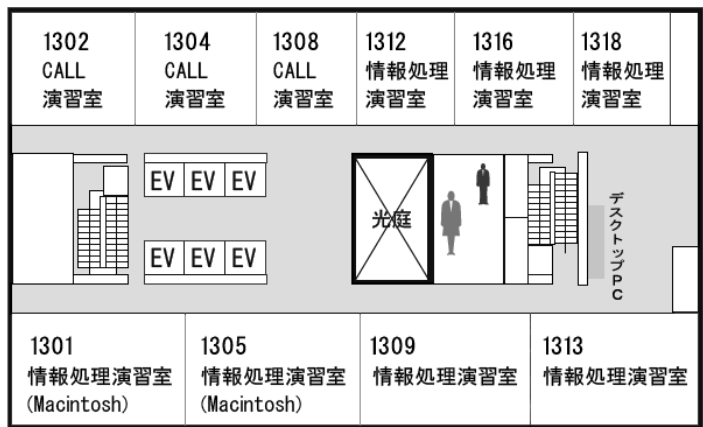 1302
CALL
演習室
1304
CALL
演習室
1308
CALL
演習室
1312
情報処理
演習室
1316
情報処理
演習室
1318
情報処理
演習室
EV EV EV
光庭
デスクトップPC
EV EV EV
1301
情報処理演習室
(Macintosh)
1305
情報処理演習室
(Macintosh)
1309
情報処理演習室
1313
情報処理演習室